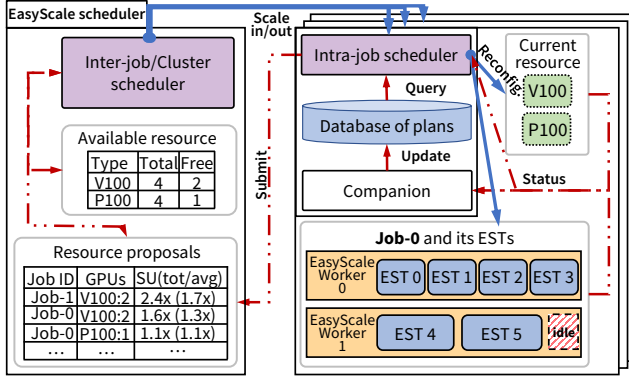 EasyScale scheduler
Inter-job/Cluster
scheduler
Available resource
Type Total Free
V100 4 2
P100 4 1
Resource proposals
Job ID GPUs SU(tot/avg)
Job-1 V100:2 2.4x (1.7x)
Job-0 V100:2 1.6x (1.3x)
Job-0 P100:1 1.1x (1.1x)
... ... ...
Scale
in/out
Submit
Intra-job scheduler
Query
Database of plans
Update
Companion
Reconfig.
Current
resource
V100
P100
Status
Job-0 and its ESTs
EasyScale
Worker
0
EST 0 EST 1 EST 2 EST 3
EasyScale
Worker
1
EST 4 EST 5 idle